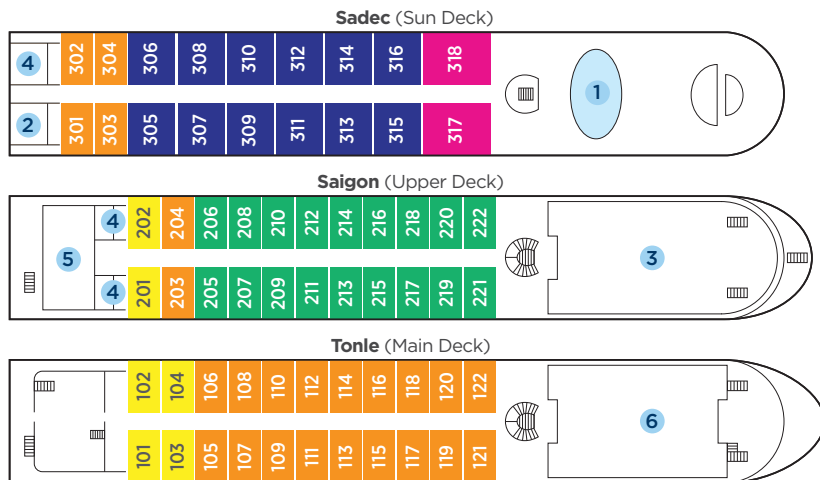 Sadec (Sun Deck)
4 302 304 306 308 310 312 314 316 318
1
2 301 303 305 307 309 311 313 315 317
Saigon (Upper Deck)
4 202 204 206 208 210 212 214 216 218 220 222
5 3
4 201 203 205 207 209 211 213 215 217 219 221
Tonle (Main Deck)
102 104 106 108 110 112 114 116 118 120 122
6
101 103 105 107 109 111 113 115 117 119 121